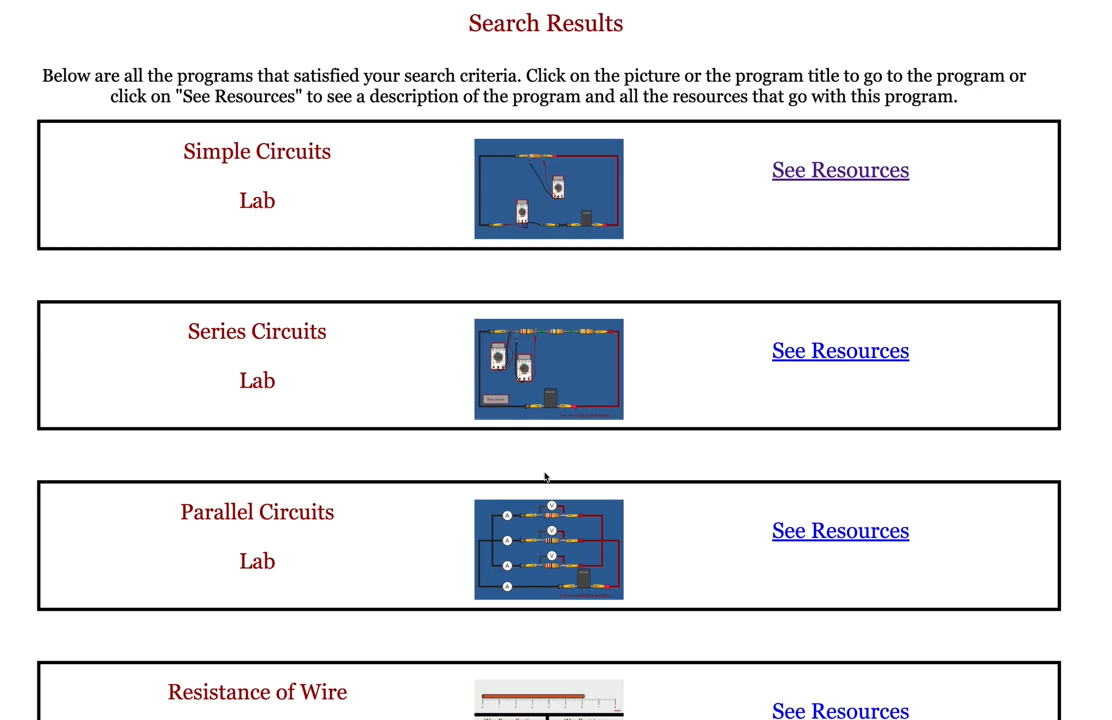 Search Results
Below are all the programs that satisfied your search criteria. Click on the picture or the program title to go to the program or
click on "See Resources" to see a description of the program and all the resources that go with this program.
Simple Circuits
Lab
See Resources
Series Circuits
Lab
See Resources
Parallel Circuits
Lab
V
A
V
A
V
A
A
See Resources
Resistance of Wire
See Resources